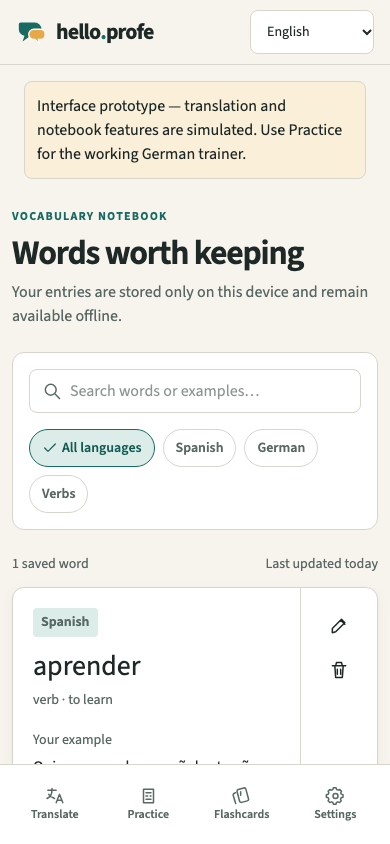 hello.profe
English
Interface prototype — translation and
notebook features are simulated. Use Practice
for the working German trainer.
VOCABULARY NOTEBOOK
Words worth keeping
Your entries are stored only on this device and remain
available offline.
Search words or examples…
All languages
Spanish
German
Verbs
1 saved word
Last updated today
Spanish
aprender
verb · to learn
Your example
Translate
Practice
Flashcards
Settings